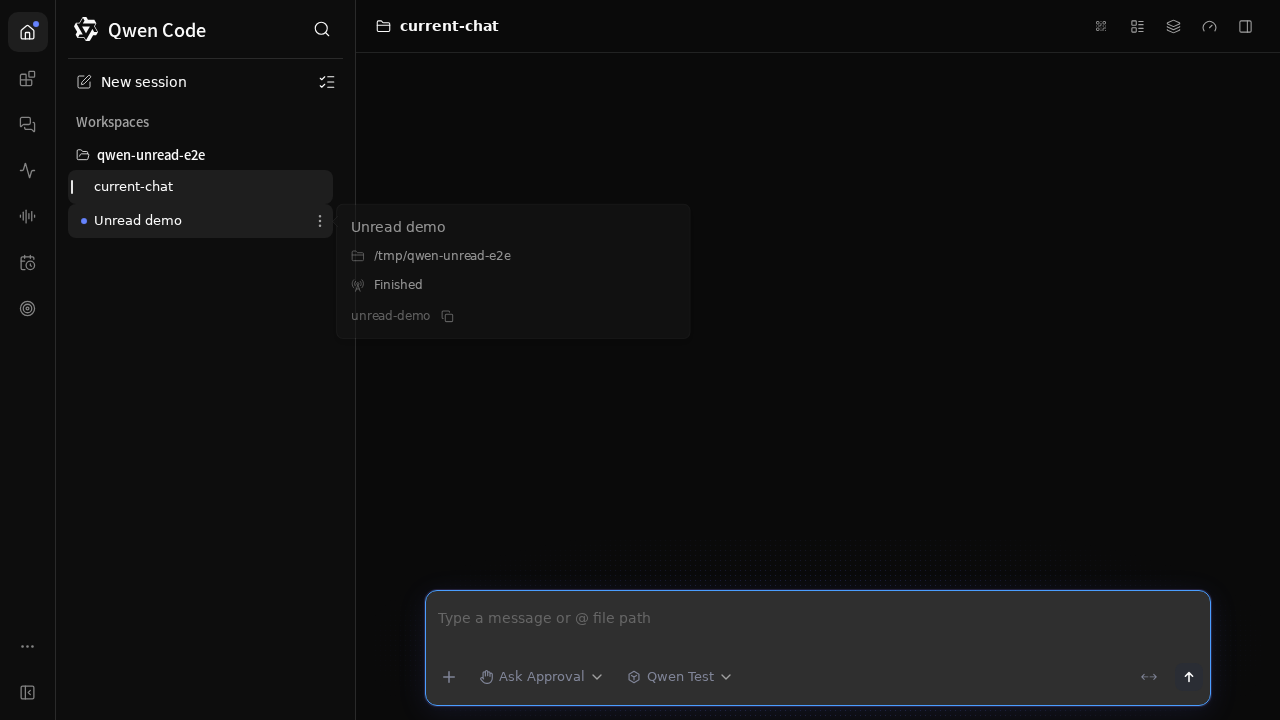 Qwen Code
New session
Workspaces
qwen-unread-e2e
current-chat
Unread demo
current-chat
Unread demo
/tmp/qwen-unread-e2e
Finished
unread-demo
Type a message or @ file path
Ask Approval
Qwen Test